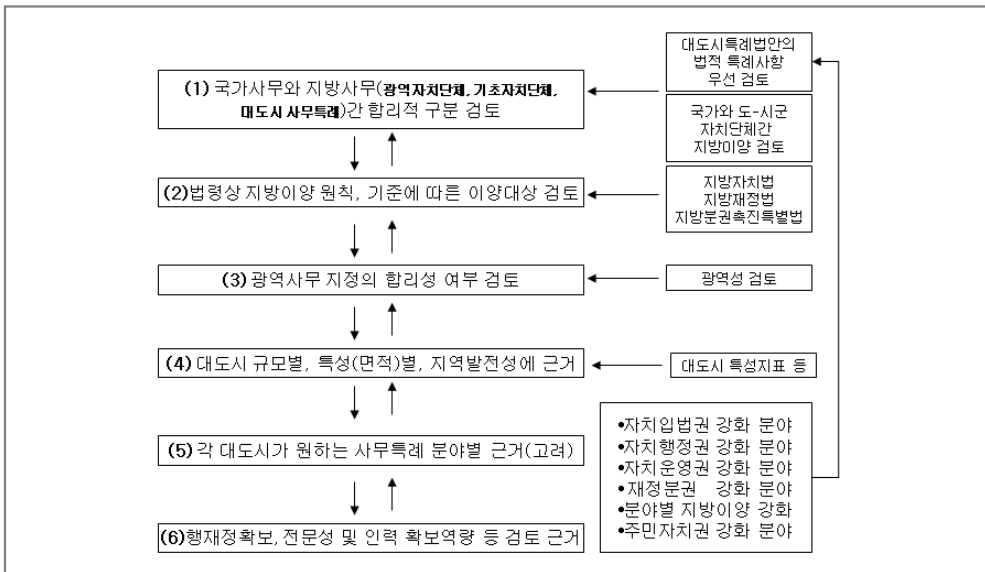 대도시특례법안의
법적 특례사항
우선 검토
(1) 국가사무와 지방사무(광역자치단체, 기초자치단체,
대도시 사무특례)간 합리적 구분 검토
국가와 도-시군
자치단체간
지방이양 검토
(2)법령상 지방이양 원칙, 기준에 따른 이양대상 검토
지방자치법
지방재정법
지방분권촉진특별법
(3) 광역사무 지정의 합리성 여부 검토
광역성 검토
(4) 대도시 규모별, 특성(면적)별, 지역발전성에 근거
대도시 특성지표 등
(5) 각 대도시가 원하는 사무특례 분야별 근거(고려)
•자치입법권 강화 분야
•자치행정권 강화 분야
•자치운영권 강화 분야
•재정분권 강화 분야
•분야별 지방이양 강화
•주민자치권 강화 분야
(6)행재정확보, 전문성 및 인력 확보역량 등 검토 근거